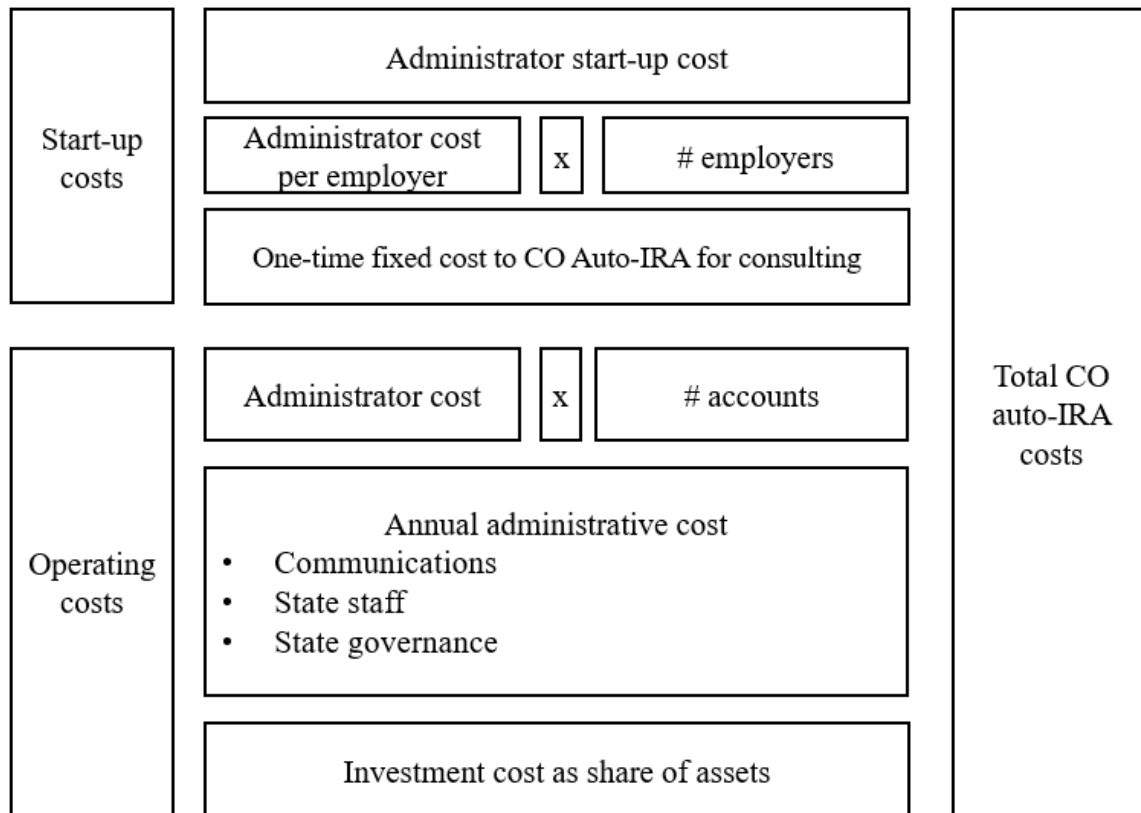 Start-up
costs
Administrator start-up cost
Administrator cost
per employer
x
# employers
One-time fixed cost to CO Auto-IRA for consulting
Operating
costs
Administrator cost
x
# accounts
Annual administrative cost
• Communications
• State staff
• State governance
Investment cost as share of assets
Total CO
auto-IRA
costs